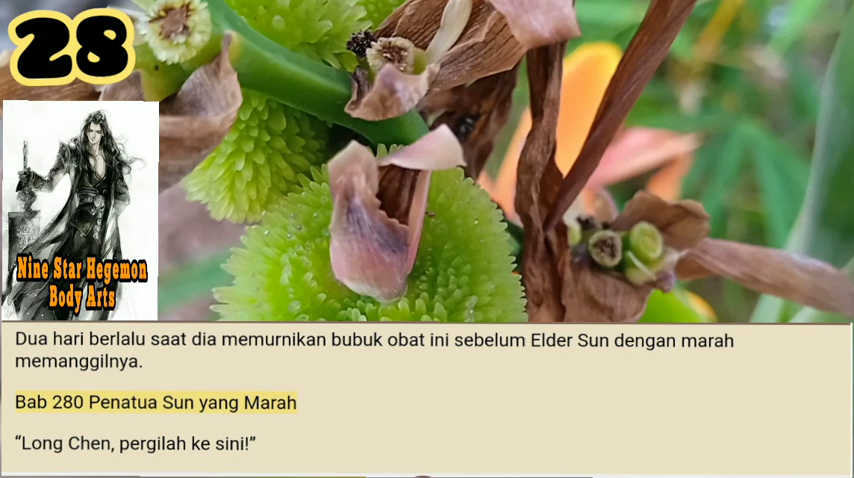 28
Nine Star Hegemon
Body Arts
Dua hari berlalu saat dia memurnikan bubuk obat ini sebelum Elder Sun dengan marah
memanggilnya.
Bab 280 Penatua Sun yang Marah
“Long Chen, pergilah ke sini!”